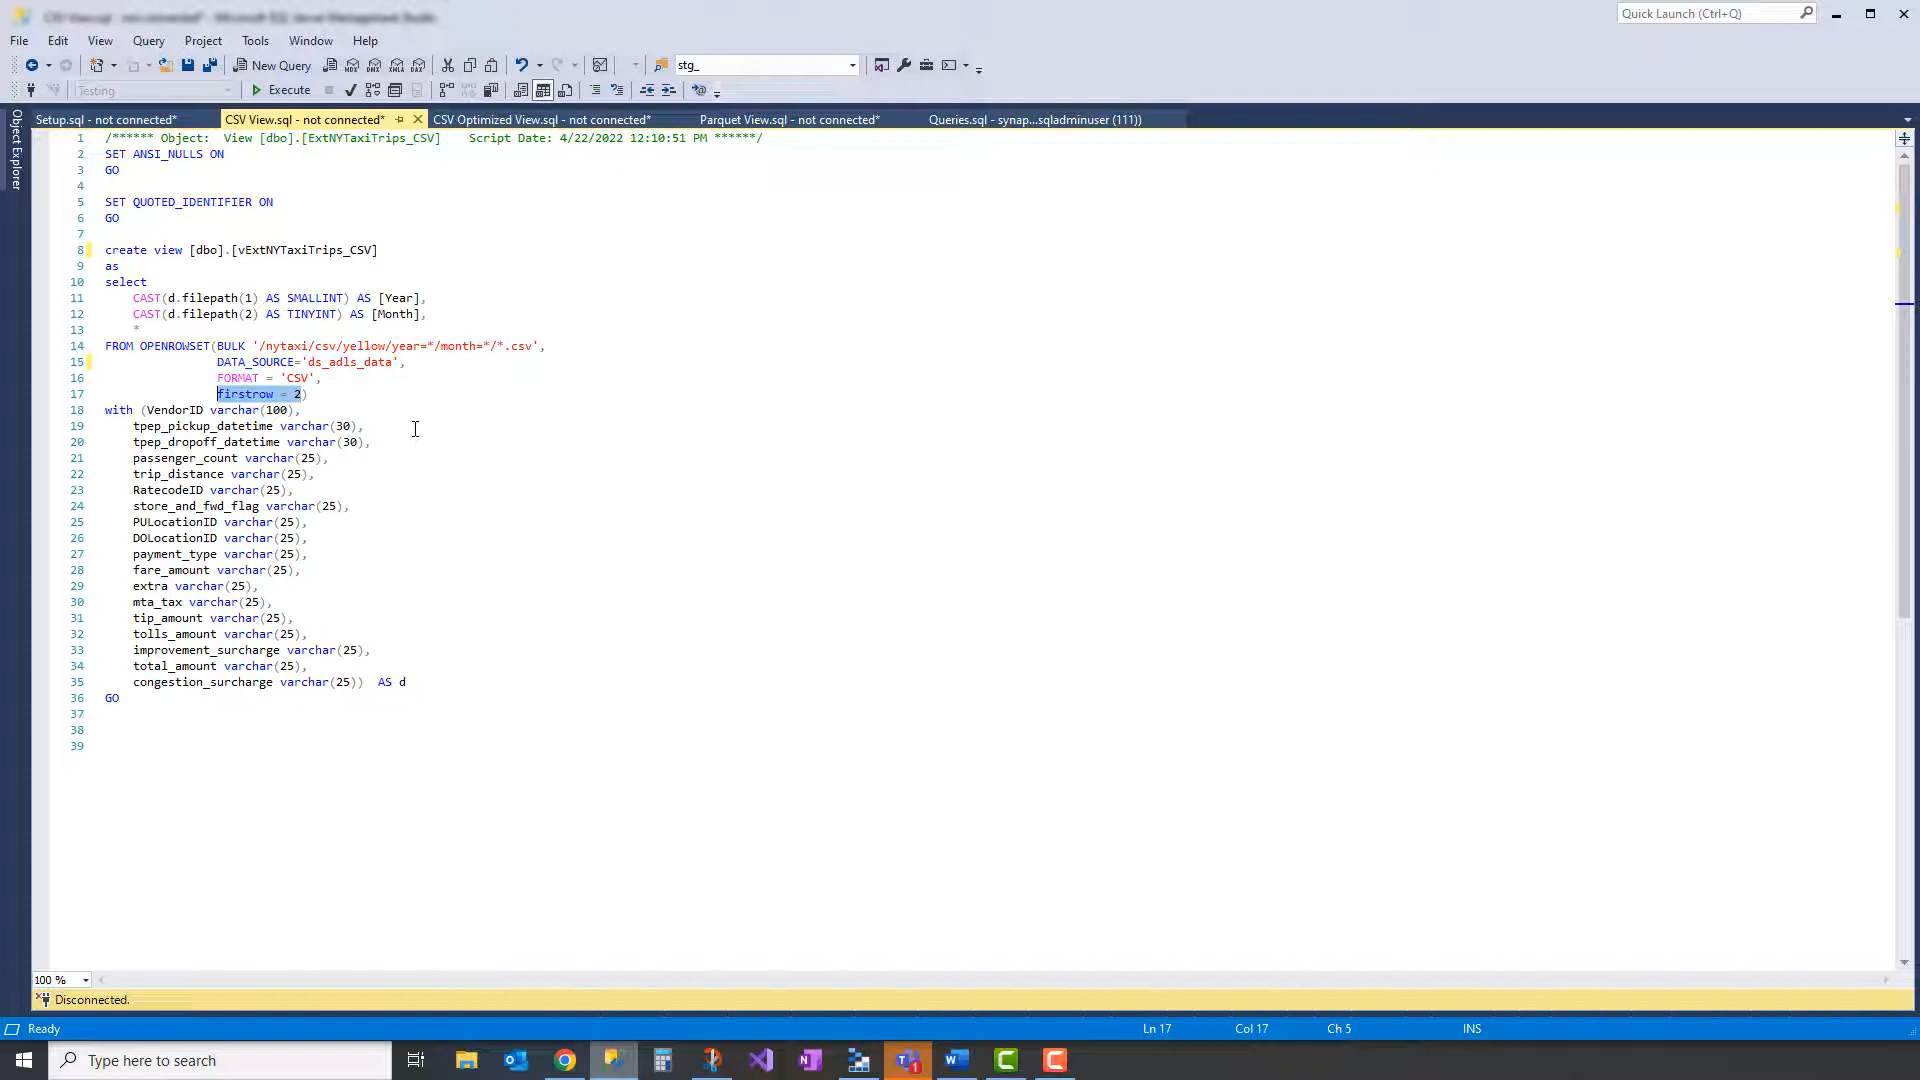 CSV View.sql - not connected* - Microsoft SQL Server Management Studio
Quick Launch (Ctrl+Q)
File Edit View Query Project Tools Window Help
New Query
stg_
Testing
Execute
Object Explorer
Setup.sql - not connected*
CSV View.sql - not connected*
CSV Optimized View.sql - not connected*
Parquet View.sql - not connected*
Queries.sql - synap...sqladminuser (111))
1 /****** Object:  View [dbo].[ExtNYTaxiTrips_CSV]    Script Date: 4/22/2022 12:10:51 PM ******/
2 SET ANSI_NULLS ON
3 GO
4
5 SET QUOTED_IDENTIFIER ON
6 GO
7
8 create view [dbo].[vExtNYTaxiTrips_CSV]
9 as
10 select
11 CAST(d.filepath(1) AS SMALLINT) AS [Year],
12 CAST(d.filepath(2) AS TINYINT) AS [Month],
13 *
14 FROM OPENROWSET(BULK '/nytaxi/csv/yellow/year=*/month=*/*.csv',
15 DATA_SOURCE='ds_adls_data',
16 FORMAT = 'CSV',
17 firstrow = 2)
18 with (VendorID varchar(100),
19 tpep_pickup_datetime varchar(30),
20 tpep_dropoff_datetime varchar(30),
21 passenger_count varchar(25),
22 trip_distance varchar(25),
23 RatecodeID varchar(25),
24 store_and_fwd_flag varchar(25),
25 PULocationID varchar(25),
26 DOLocationID varchar(25),
27 payment_type varchar(25),
28 fare_amount varchar(25),
29 extra varchar(25),
30 mta_tax varchar(25),
31 tip_amount varchar(25),
32 tolls_amount varchar(25),
33 improvement_surcharge varchar(25),
34 total_amount varchar(25),
35 congestion_surcharge varchar(25))  AS d
36 GO
37
38
39
100 %
Disconnected.
Ready
Ln 17
Col 17
Ch 5
INS
Type here to search